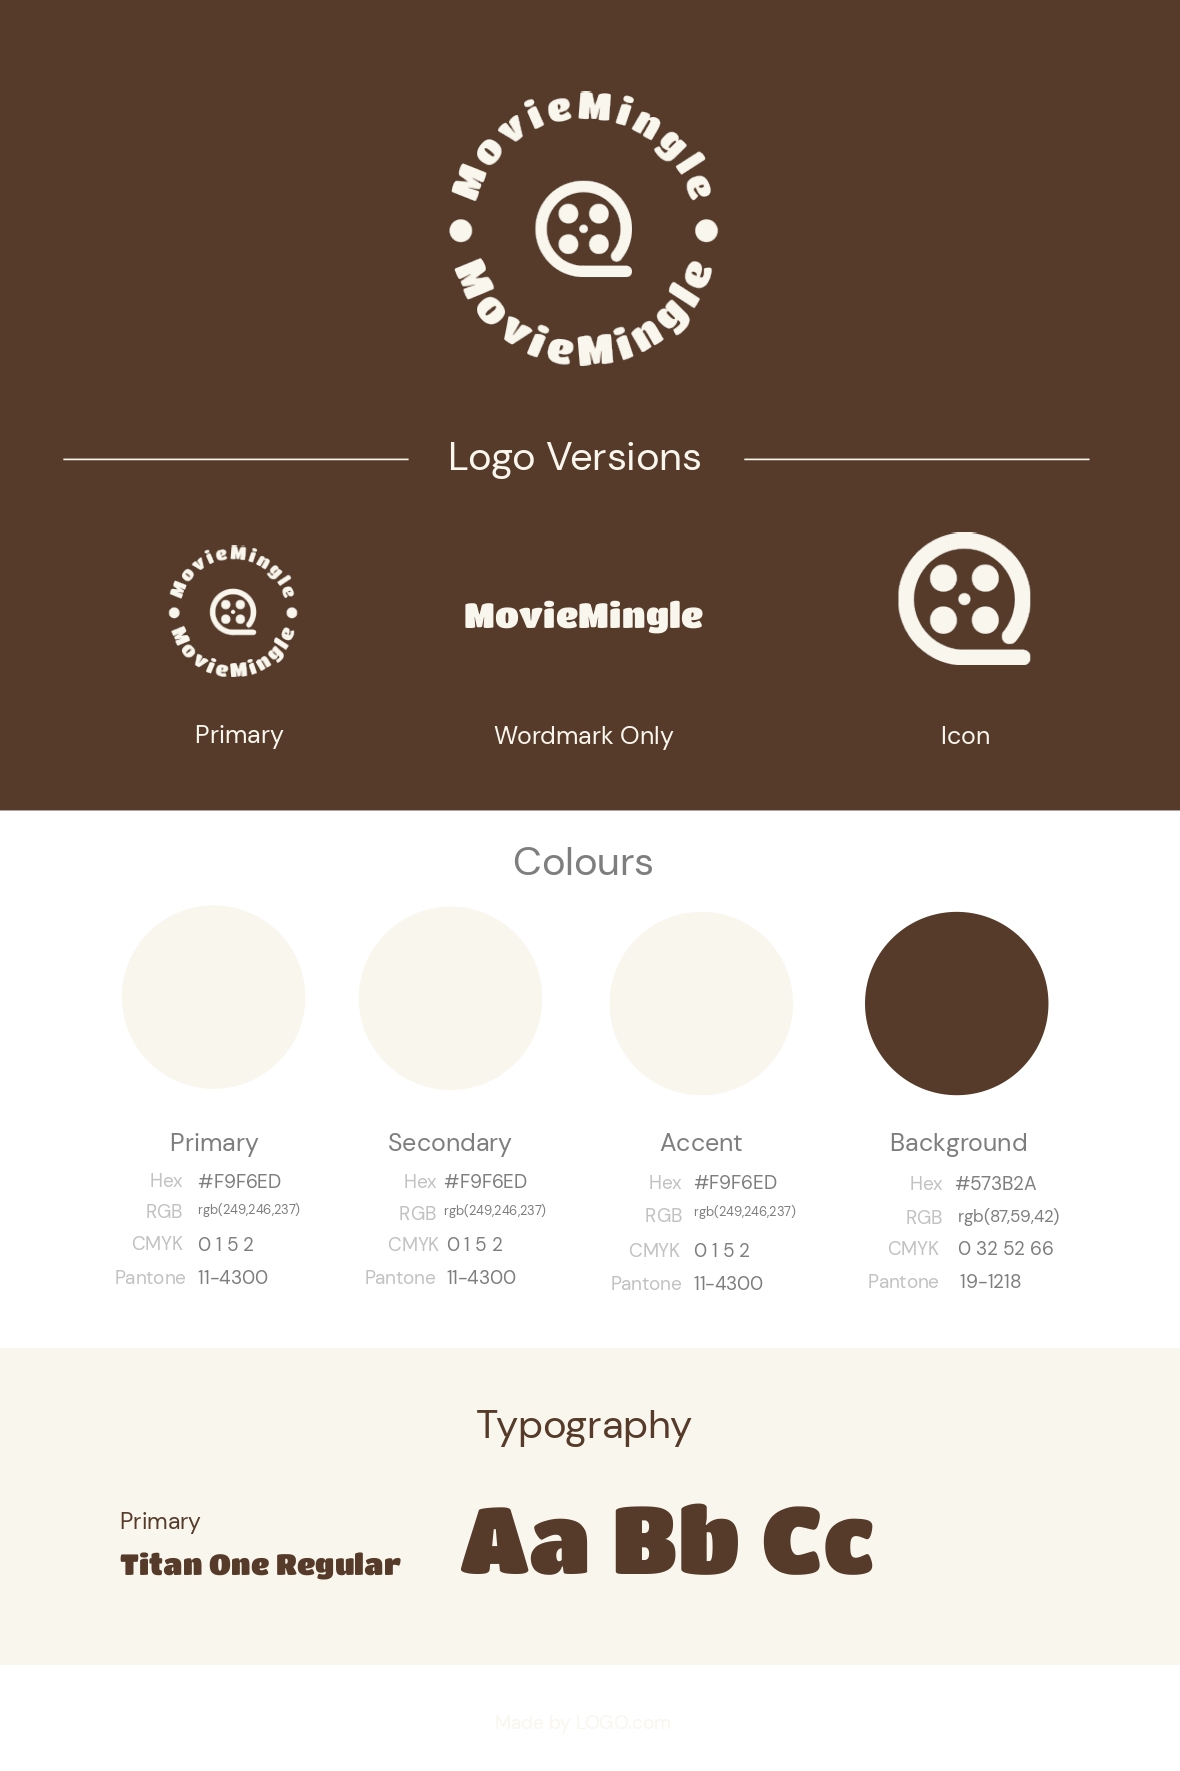 MovieMingle
MovieMingle
Logo Versions
MovieMingle
MovieMingle
MovieMingle
Primary
Wordmark Only
Icon
Colours
Primary
Hex #F9F6ED
RGB rgb(249,246,237)
CMYK 0 1 5 2
Pantone 11-4300
Secondary
Hex #F9F6ED
RGB rgb(249,246,237)
CMYK 0 1 5 2
Pantone 11-4300
Accent
Hex #F9F6ED
RGB rgb(249,246,237)
CMYK 0 1 5 2
Pantone 11-4300
Background
Hex #573B2A
RGB rgb(87,59,42)
CMYK 0 32 52 66
Pantone 19-1218
Typography
Primary
Titan One Regular
Aa Bb Cc
Made by LOGO.com